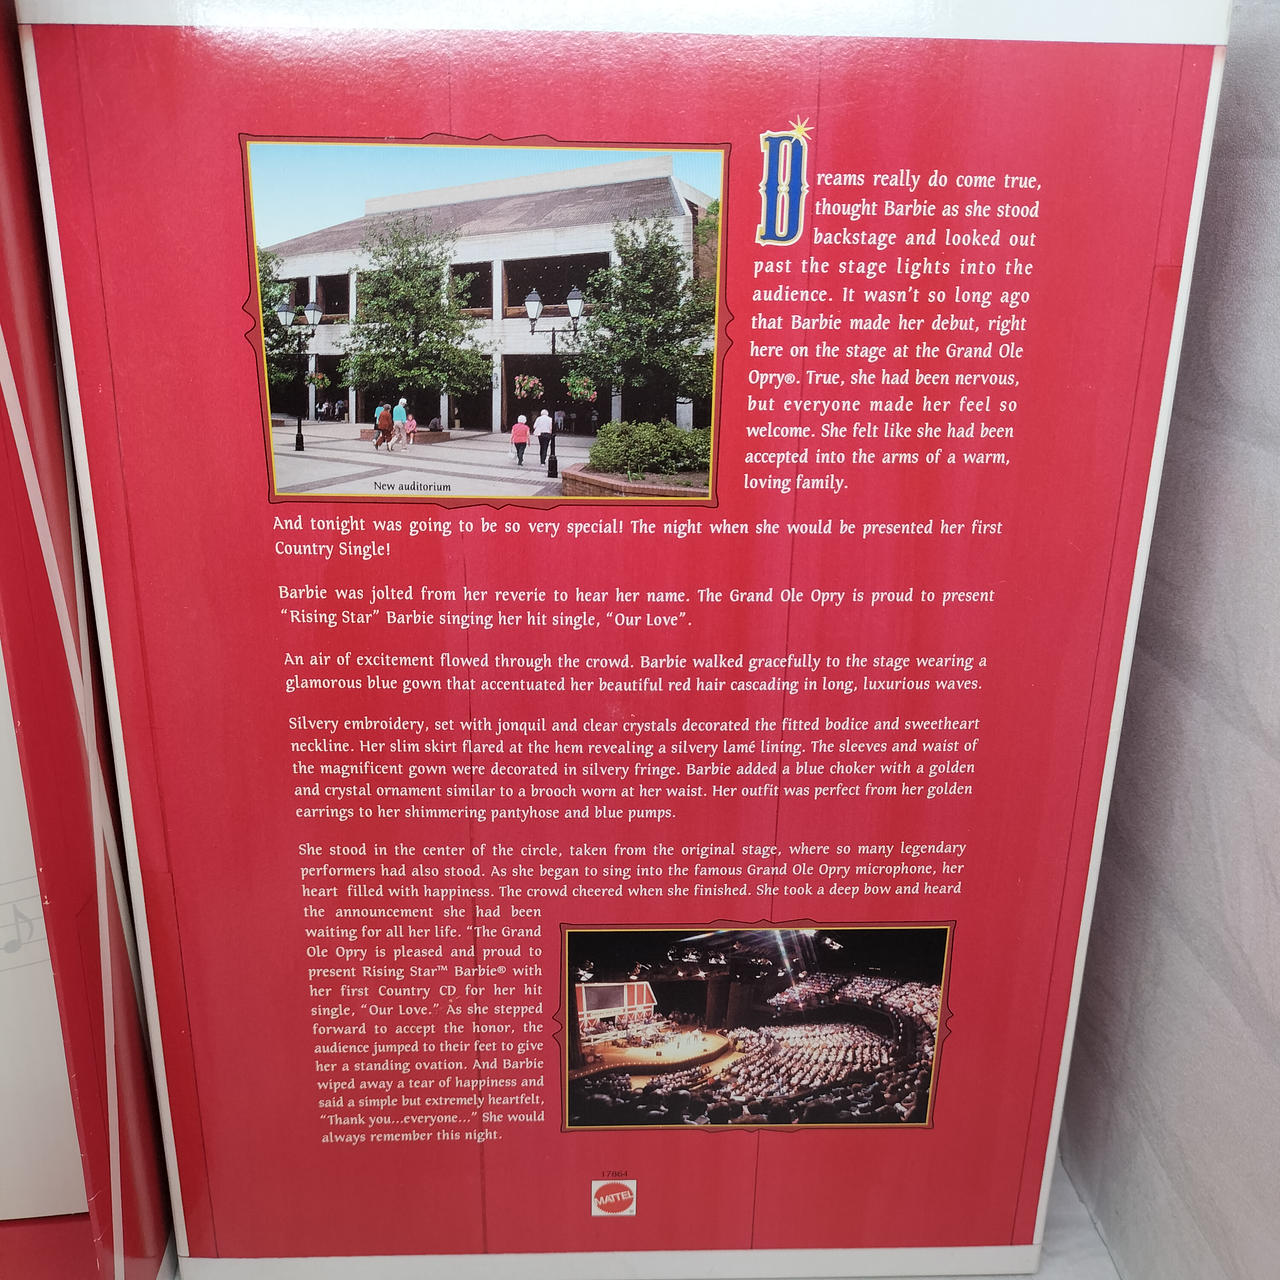 Dreams really do come true,
thought Barbie as she stood
backstage and looked out
past the stage lights into the
audience. It wasn't so long ago
that Barbie made her debut, right
here on the stage at the Grand Ole
Opry®. True, she had been nervous,
but everyone made her feel so
welcome. She felt like she had been
accepted into the arms of a warm,
loving family.
New auditorium
And tonight was going to be so very special! The night when she would be presented her first
Country Single!
Barbie was jolted from her reverie to hear her name. The Grand Ole Opry is proud to present
“Rising Star” Barbie singing her hit single, “Our Love”.
An air of excitement flowed through the crowd. Barbie walked gracefully to the stage wearing a
glamorous blue gown that accentuated her beautiful red hair cascading in long, luxurious waves.
Silvery embroidery, set with jonquil and clear crystals decorated the fitted bodice and sweetheart
neckline. Her slim skirt flared at the hem revealing a silvery lamé lining. The sleeves and waist of
the magnificent gown were decorated in silvery fringe. Barbie added a blue choker with a golden
and crystal ornament similar to a brooch worn at her waist. Her outfit was perfect from her golden
earrings to her shimmering pantyhose and blue pumps.
She stood in the center of the circle, taken from the original stage, where so many legendary
performers had also stood. As she began to sing into the famous Grand Ole Opry microphone, her
heart filled with happiness. The crowd cheered when she finished. She took a deep bow and heard
the announcement she had been
waiting for all her life. “The Grand
Ole Opry is pleased and proud to
present Rising Star™ Barbie® with
her first Country CD for her hit
single, “Our Love.” As she stepped
forward to accept the honor, the
audience jumped to their feet to give
her a standing ovation. And Barbie
wiped away a tear of happiness and
said a simple but extremely heartfelt,
“Thank you...everyone...” She would
always remember this night.
17864
MATTEL